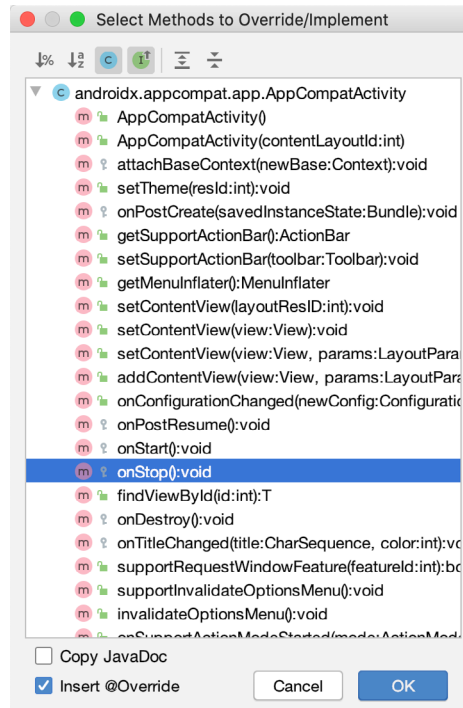 Select Methods to Override/Implement
androidx.appcompat.app.AppCompatActivity
AppCompatActivity()
AppCompatActivity(contentLayoutId:int)
attachBaseContext(newBase:Context):void
setTheme(resId:int):void
onPostCreate(savedInstanceState:Bundle):void
getSupportActionBar():ActionBar
setSupportActionBar(toolbar:Toolbar):void
getMenuInflater():MenuInflater
setContentView(layoutResID:int):void
setContentView(view:View):void
setContentView(view:View, params:LayoutPara
addContentView(view:View, params:LayoutPara
onConfigurationChanged(newConfig:Configuratio
onPostResume():void
onStart():void
onStop():void
findViewById(id:int):T
onDestroy():void
onTitleChanged(title:CharSequence, color:int):vo
supportRequestWindowFeature(featureId:int):bo
supportInvalidateOptionsMenu():void
invalidateOptionsMenu():void
onSupportActionModeStarted(mode:ActionMode
Copy JavaDoc
Insert @Override
Cancel
OK